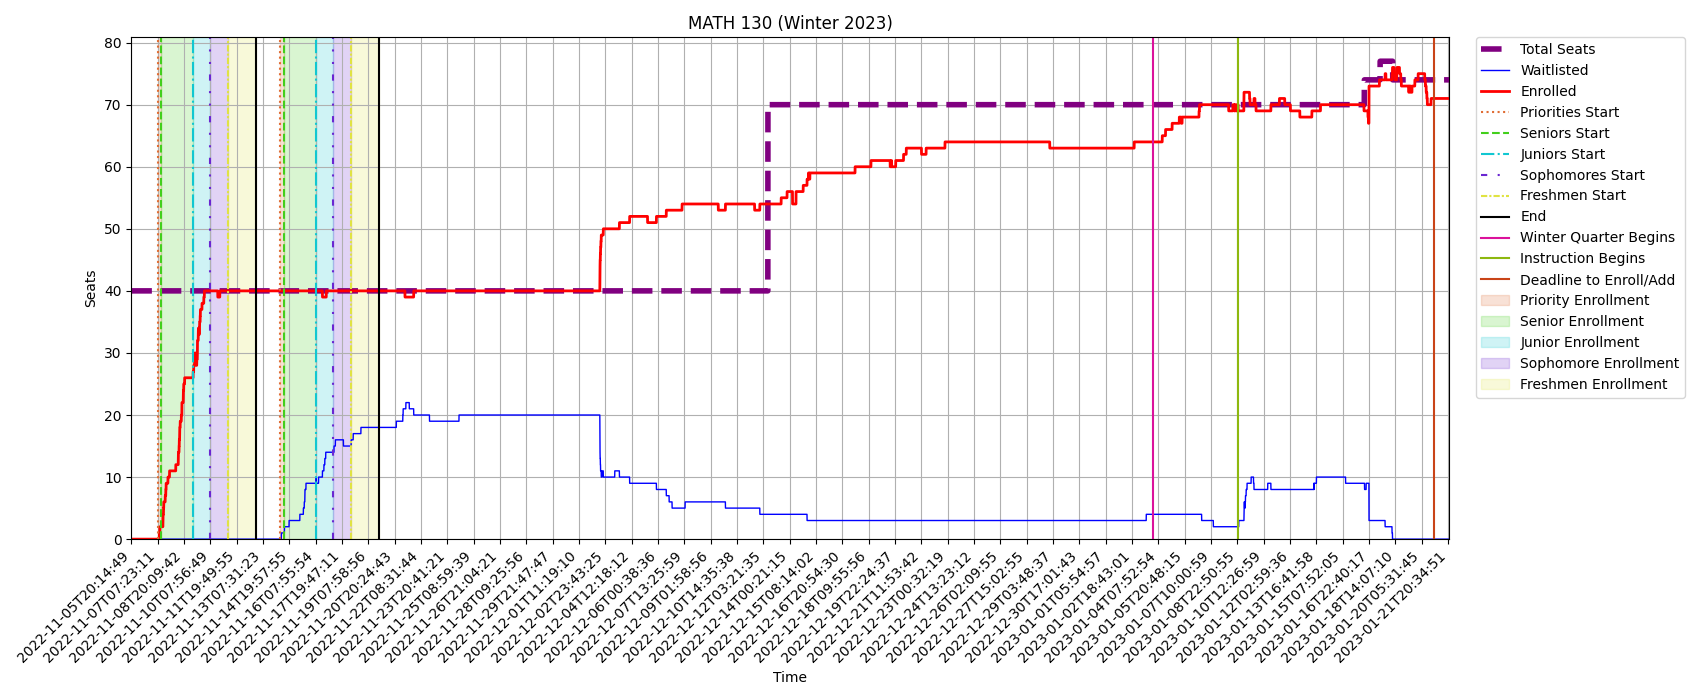 MATH 130 (Winter 2023)
80
70
60
50
40
30
20
10
0
Seats
2022-11-05T20:14:49
2022-11-07T07:23:11
2022-11-08T20:09:42
2022-11-10T07:56:49
2022-11-11T19:49:55
2022-11-13T07:31:23
2022-11-14T19:57:55
2022-11-16T07:55:54
2022-11-17T19:47:11
2022-11-19T07:58:56
2022-11-20T20:24:43
2022-11-22T08:31:44
2022-11-23T20:41:21
2022-11-25T08:59:39
2022-11-26T21:04:21
2022-11-28T09:25:56
2022-11-29T21:47:47
2022-12-01T11:19:10
2022-12-02T23:43:25
2022-12-04T12:18:12
2022-12-06T00:38:36
2022-12-07T13:25:59
2022-12-09T01:58:56
2022-12-10T14:35:38
2022-12-12T03:21:35
2022-12-14T00:21:15
2022-12-15T08:14:02
2022-12-16T20:54:30
2022-12-18T09:55:56
2022-12-19T22:24:37
2022-12-21T11:53:42
2022-12-23T00:32:19
2022-12-24T13:23:12
2022-12-26T02:09:55
2022-12-27T15:02:55
2022-12-29T03:48:37
2022-12-30T17:01:43
2023-01-01T05:54:57
2023-01-02T18:43:01
2023-01-04T07:52:54
2023-01-05T20:48:15
2023-01-07T10:00:59
2023-01-08T22:50:55
2023-01-10T12:26:59
2023-01-12T02:59:36
2023-01-13T16:41:58
2023-01-15T07:52:05
2023-01-16T22:40:17
2023-01-18T14:07:10
2023-01-20T05:31:45
2023-01-21T20:34:51
Time
Total Seats
Waitlisted
Enrolled
Priorities Start
Seniors Start
Juniors Start
Sophomores Start
Freshmen Start
End
Winter Quarter Begins
Instruction Begins
Deadline to Enroll/Add
Priority Enrollment
Senior Enrollment
Junior Enrollment
Sophomore Enrollment
Freshmen Enrollment